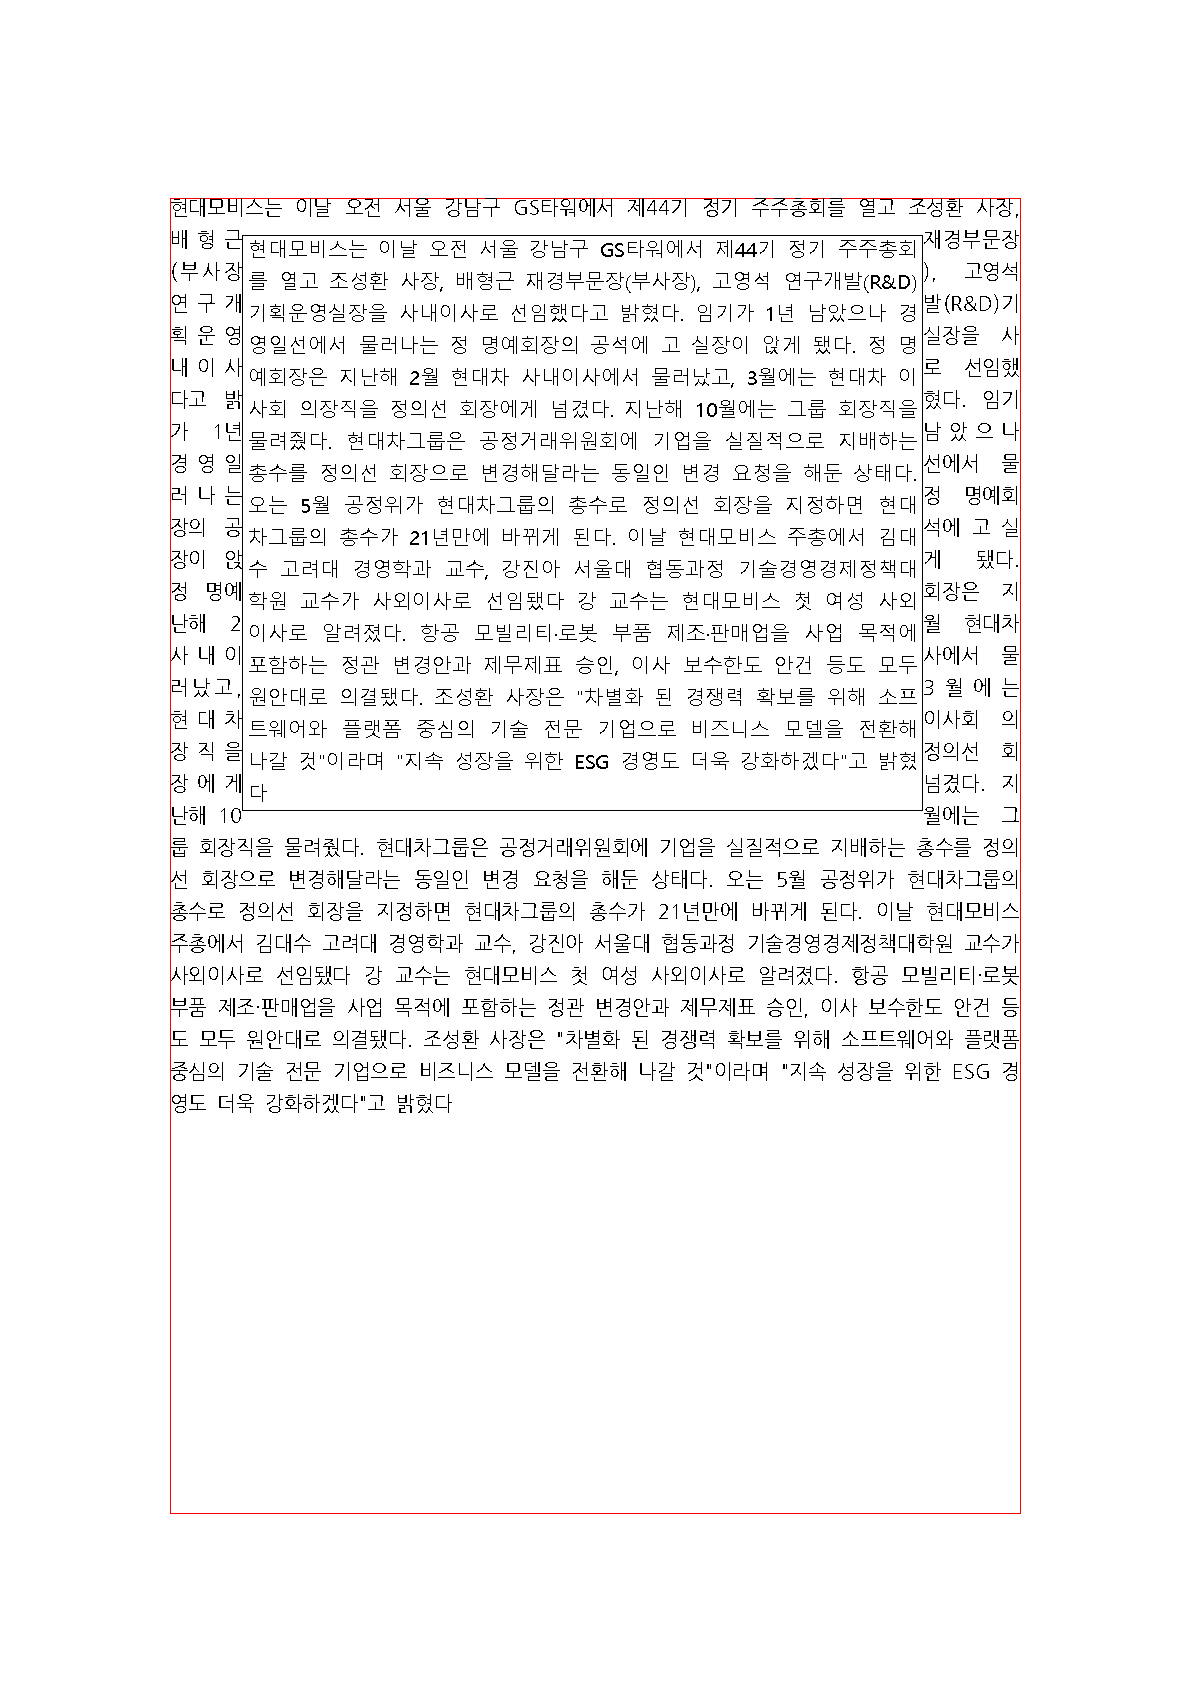 현대모비스는 이날 오전 서울 강남구 GS타워에서 제44기 정기 주주총회를 열고 조성환 사장,
배형근 재경부문장
(부사장), 고영석
연구개발(R&D)기
획운영실장을 사
내이사로 선임했
다고 밝혔다. 임기
가 1년 남았으나
경영일선에서 물
러나는 정 명예회
장의 공석에 고 실
장이 앉게 됐다.
정 명예회장은 지
난해 2월 현대차
사내이사에서 물
러났고, 3월에는
현대차 이사회 의
장직을 정의선 회
장에게 넘겼다. 지
난해 10월에는 그
룹 회장직을 물려줬다. 현대차그룹은 공정거래위원회에 기업을 실질적으로 지배하는 총수를 정의
선 회장으로 변경해달라는 동일인 변경 요청을 해둔 상태다. 오는 5월 공정위가 현대차그룹의
총수로 정의선 회장을 지정하면 현대차그룹의 총수가 21년만에 바뀌게 된다. 이날 현대모비스
주총에서 김대수 고려대 경영학과 교수, 강진아 서울대 협동과정 기술경영경제정책대학원 교수가
사외이사로 선임됐다 강 교수는 현대모비스 첫 여성 사외이사로 알려졌다. 항공 모빌리티·로봇
부품 제조·판매업을 사업 목적에 포함하는 정관 변경안과 제무제표 승인, 이사 보수한도 안건 등
도 모두 원안대로 의결됐다. 조성환 사장은 "차별화 된 경쟁력 확보를 위해 소프트웨어와 플랫폼
중심의 기술 전문 기업으로 비즈니스 모델을 전환해 나갈 것"이라며 "지속 성장을 위한 ESG 경
영도 더욱 강화하겠다"고 밝혔다
현대모비스는 이날 오전 서울 강남구 GS타워에서 제44기 정기 주주총회
를 열고 조성환 사장, 배형근 재경부문장(부사장), 고영석 연구개발(R&D)
기획운영실장을 사내이사로 선임했다고 밝혔다. 임기가 1년 남았으나 경
영일선에서 물러나는 정 명예회장의 공석에 고 실장이 앉게 됐다. 정 명
예회장은 지난해 2월 현대차 사내이사에서 물러났고, 3월에는 현대차 이
사회 의장직을 정의선 회장에게 넘겼다. 지난해 10월에는 그룹 회장직을
물려줬다. 현대차그룹은 공정거래위원회에 기업을 실질적으로 지배하는
총수를 정의선 회장으로 변경해달라는 동일인 변경 요청을 해둔 상태다.
오는 5월 공정위가 현대차그룹의 총수로 정의선 회장을 지정하면 현대
차그룹의 총수가 21년만에 바뀌게 된다. 이날 현대모비스 주총에서 김대
수 고려대 경영학과 교수, 강진아 서울대 협동과정 기술경영경제정책대
학원 교수가 사외이사로 선임됐다 강 교수는 현대모비스 첫 여성 사외
이사로 알려졌다. 항공 모빌리티·로봇 부품 제조·판매업을 사업 목적에
포함하는 정관 변경안과 제무제표 승인, 이사 보수한도 안건 등도 모두
원안대로 의결됐다. 조성환 사장은 "차별화 된 경쟁력 확보를 위해 소프
트웨어와 플랫폼 중심의 기술 전문 기업으로 비즈니스 모델을 전환해
나갈 것"이라며 "지속 성장을 위한 ESG 경영도 더욱 강화하겠다"고 밝혔
다